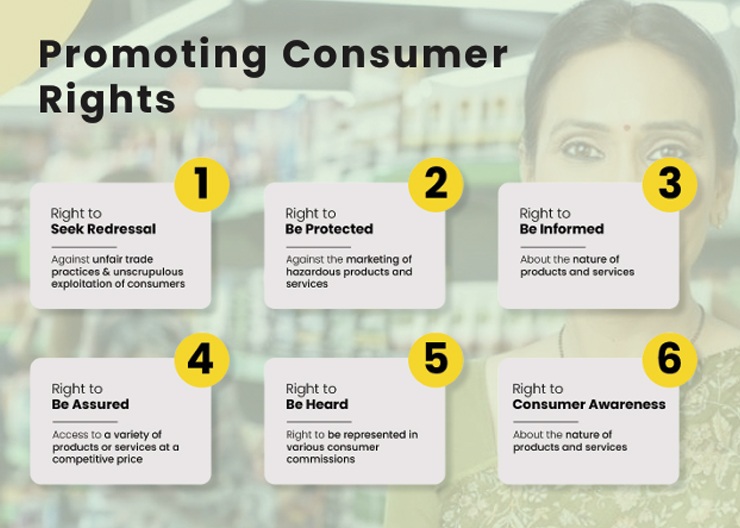 Promoting Consumer
Rights
1
Right to
Seek Redressal
Against unfair trade
practices & unscrupulous
exploitation of consumers
2
Right to
Be Protected
Against the marketing of
hazardous products and
services
3
Right to
Be Informed
About the nature of
products and services
4
Right to
Be Assured
Access to a variety of
products or services at a
competitive price
5
Right to
Be Heard
Right to be represented in
various consumer
commissions
6
Right to
Consumer Awareness
About the nature of
products and services